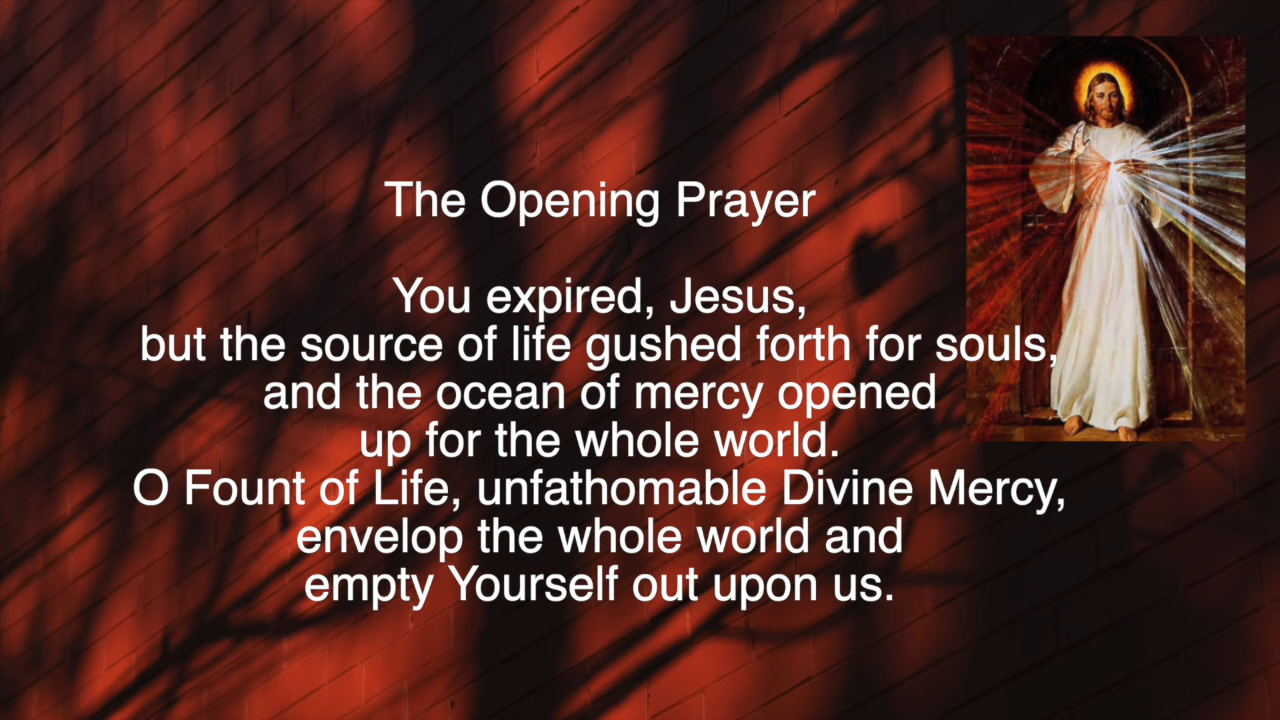 The Opening Prayer
You expired, Jesus,
but the source of life gushed forth for souls,
and the ocean of mercy opened
up for the whole world.
O Fount of Life, unfathomable Divine Mercy,
envelop the whole world and
empty Yourself out upon us.